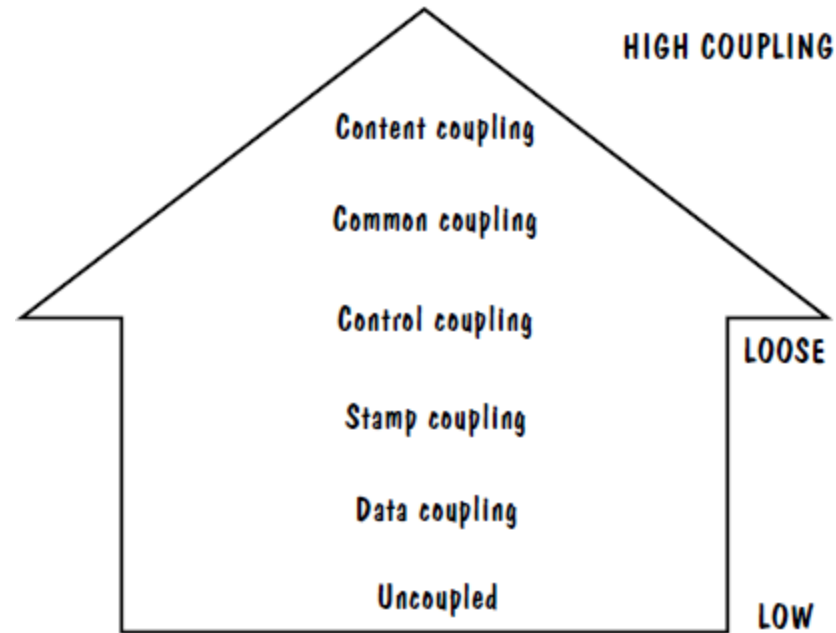 HIGH COUPLING
Content coupling
Common coupling
Control coupling
LOOSE
Stamp coupling
Data coupling
Uncoupled
LOW